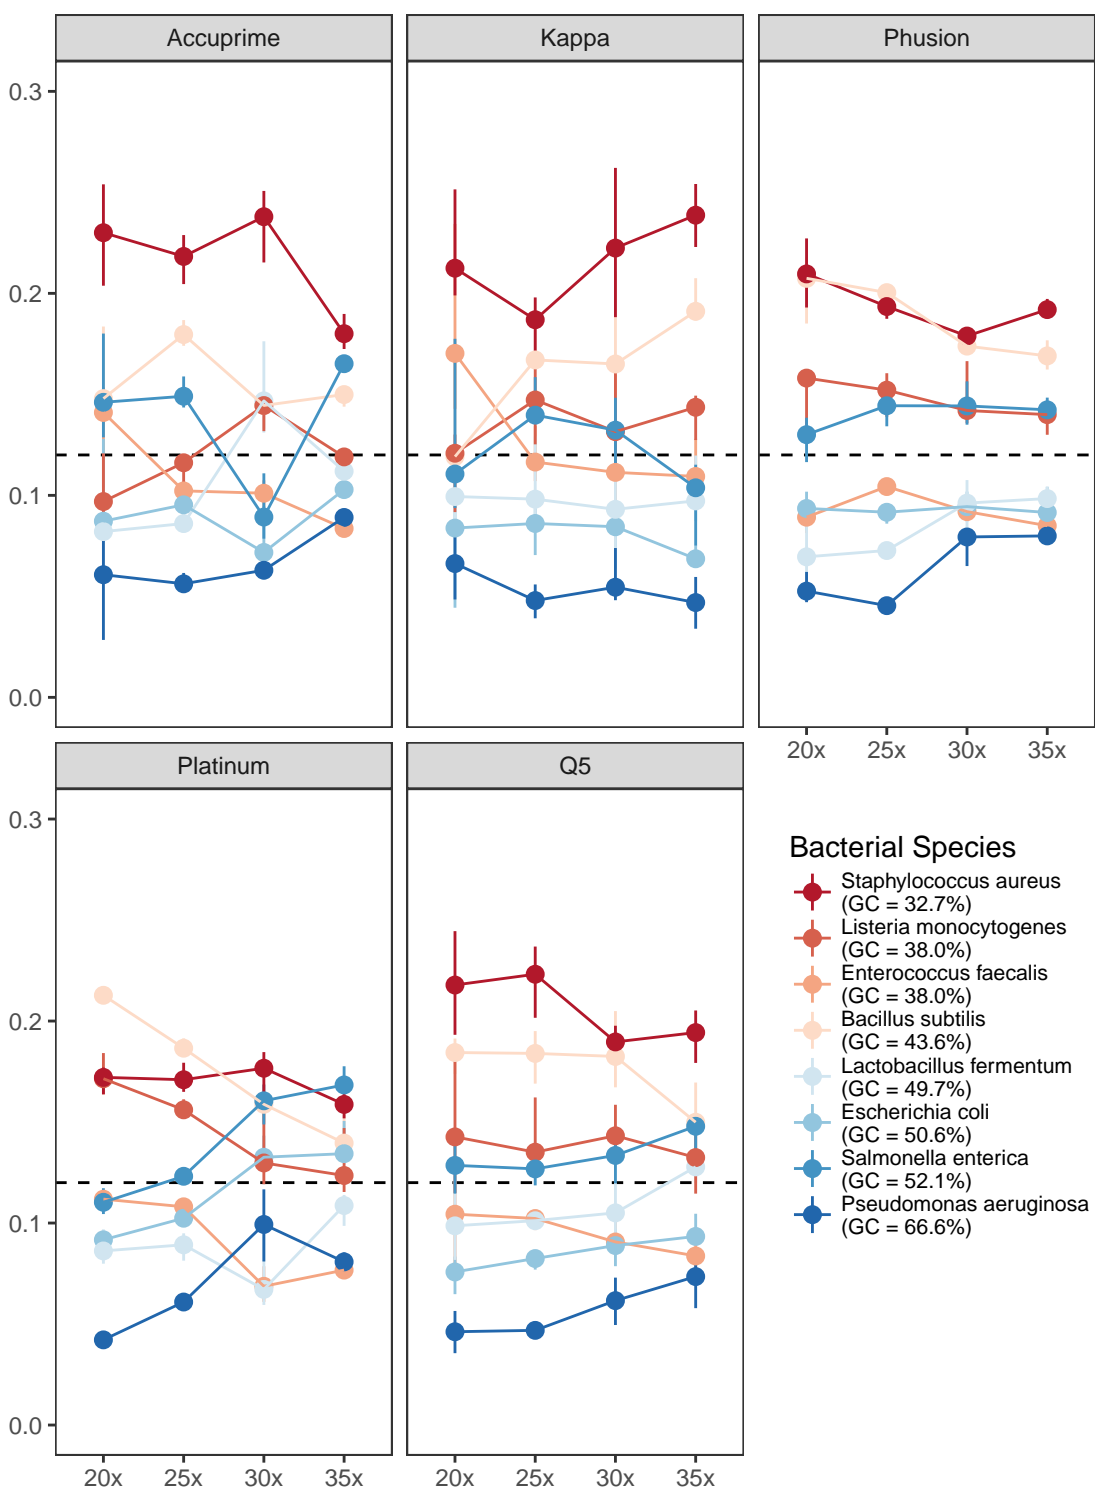 Accuprime
Kappa
Phusion
0.3
0.2
0.1
0.0
20x 25x 30x 35x
Platinum
Q5
0.3
0.2
0.1
0.0
20x 25x 30x 35x
20x 25x 30x 35x
Bacterial Species
Staphylococcus aureus
(GC = 32.7%)
Listeria monocytogenes
(GC = 38.0%)
Enterococcus faecalis
(GC = 38.0%)
Bacillus subtilis
(GC = 43.6%)
Lactobacillus fermentum
(GC = 49.7%)
Escherichia coli
(GC = 50.6%)
Salmonella enterica
(GC = 52.1%)
Pseudomonas aeruginosa
(GC = 66.6%)